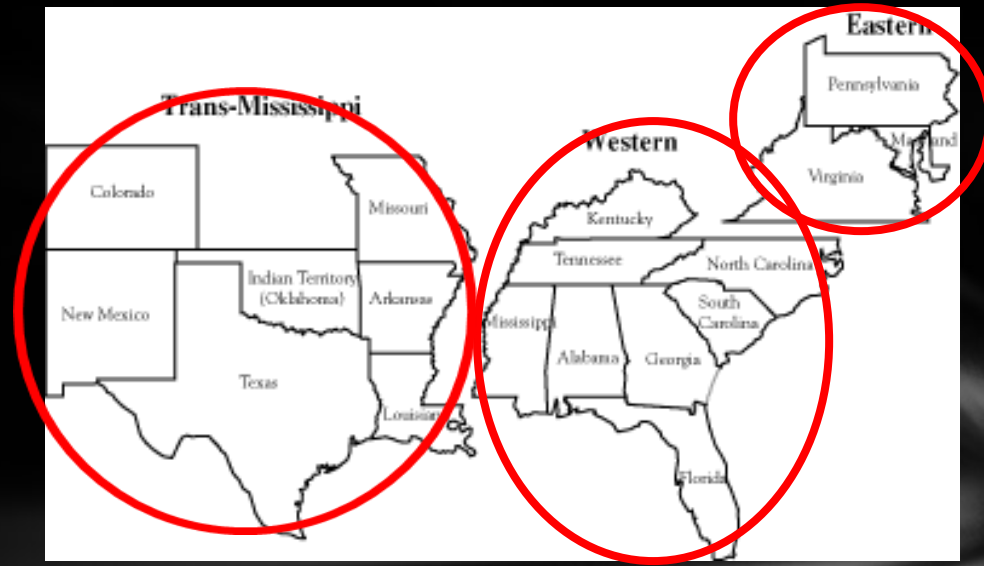 Eastern
Pennsylvania
Maryland
Virginia
Trans-Mississippi
Colorado
Missouri
Indian Territory
(Oklahoma)
Arkansas
New Mexico
Texas
Louisiana
Western
Kentucky
Tennessee
North Carolina
South
Carolina
Mississippi
Alabama
Georgia
Florida